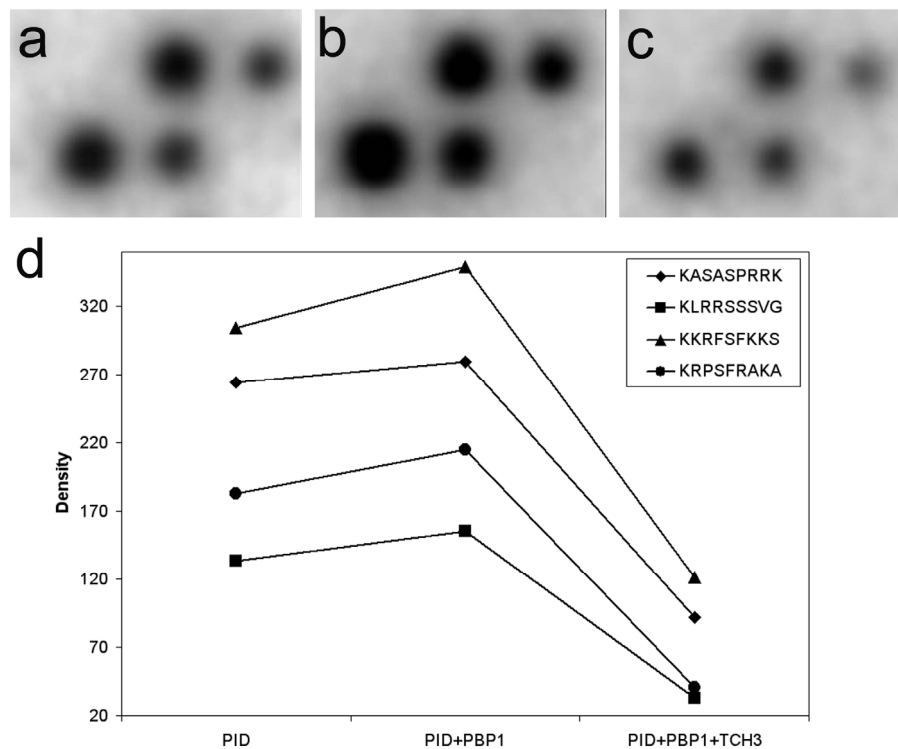 a
b
c
d
KASASPRRK
KLRRSSSVG
KKRFSFKKS
KRPSFRAKA
Density
320
270
220
170
120
70
20
PID
PID+PBP1
PID+PBP1+TCH3